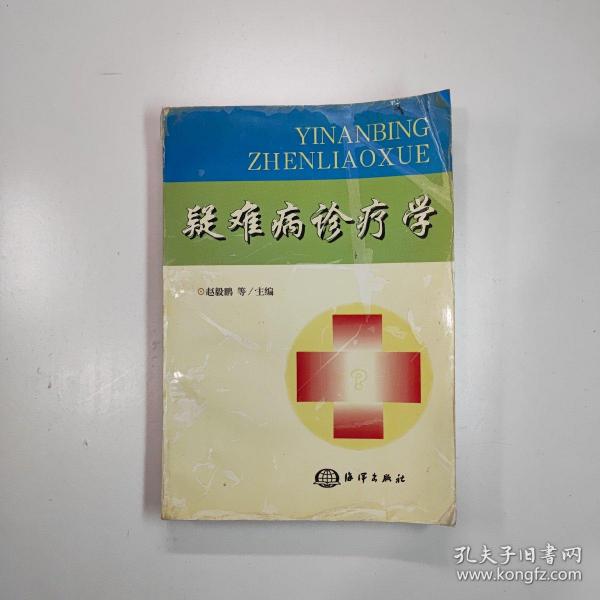 YINANBING
ZHENLIAOXUE
疑难病诊疗学
赵毅鹏 等/主编
?
海洋出版社
孔夫子旧书网
www.kongfz.com